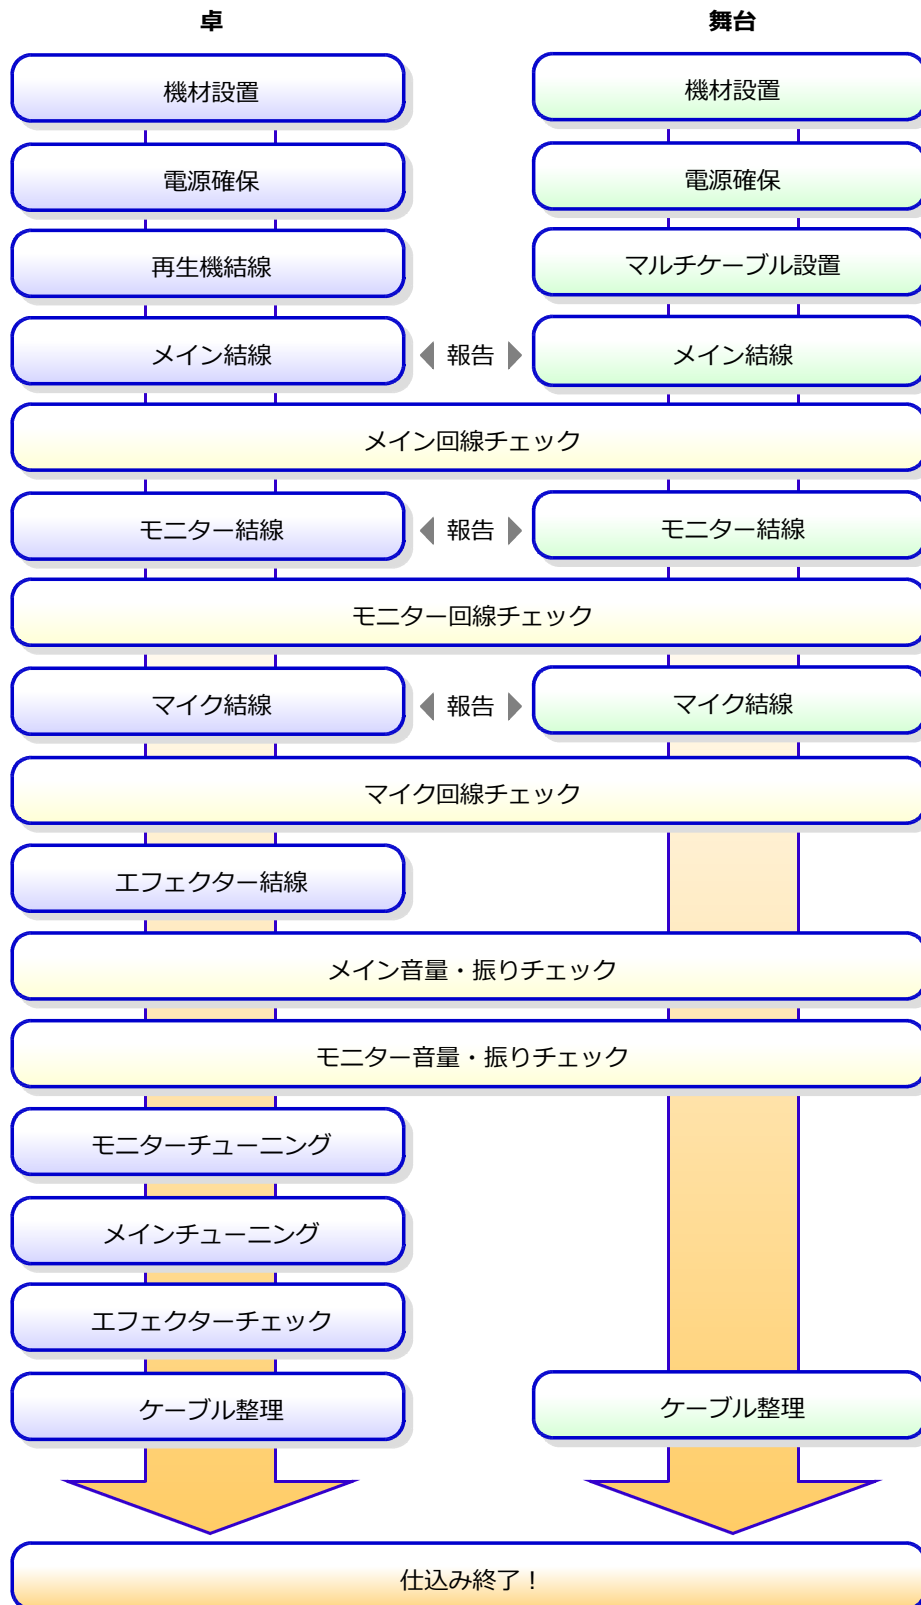 卓 舞台
機材設置 機材設置
電源確保 電源確保
再生機結線 マルチケーブル設置
メイン結線 報告 メイン結線
メイン回線チェック
モニター結線 報告 モニター結線
モニター回線チェック
マイク結線 報告 マイク結線
マイク回線チェック
エフェクター結線
メイン音量・振りチェック
モニター音量・振りチェック
モニターチューニング
メインチューニング
エフェクターチェック
ケーブル整理 ケーブル整理
仕込み終了！